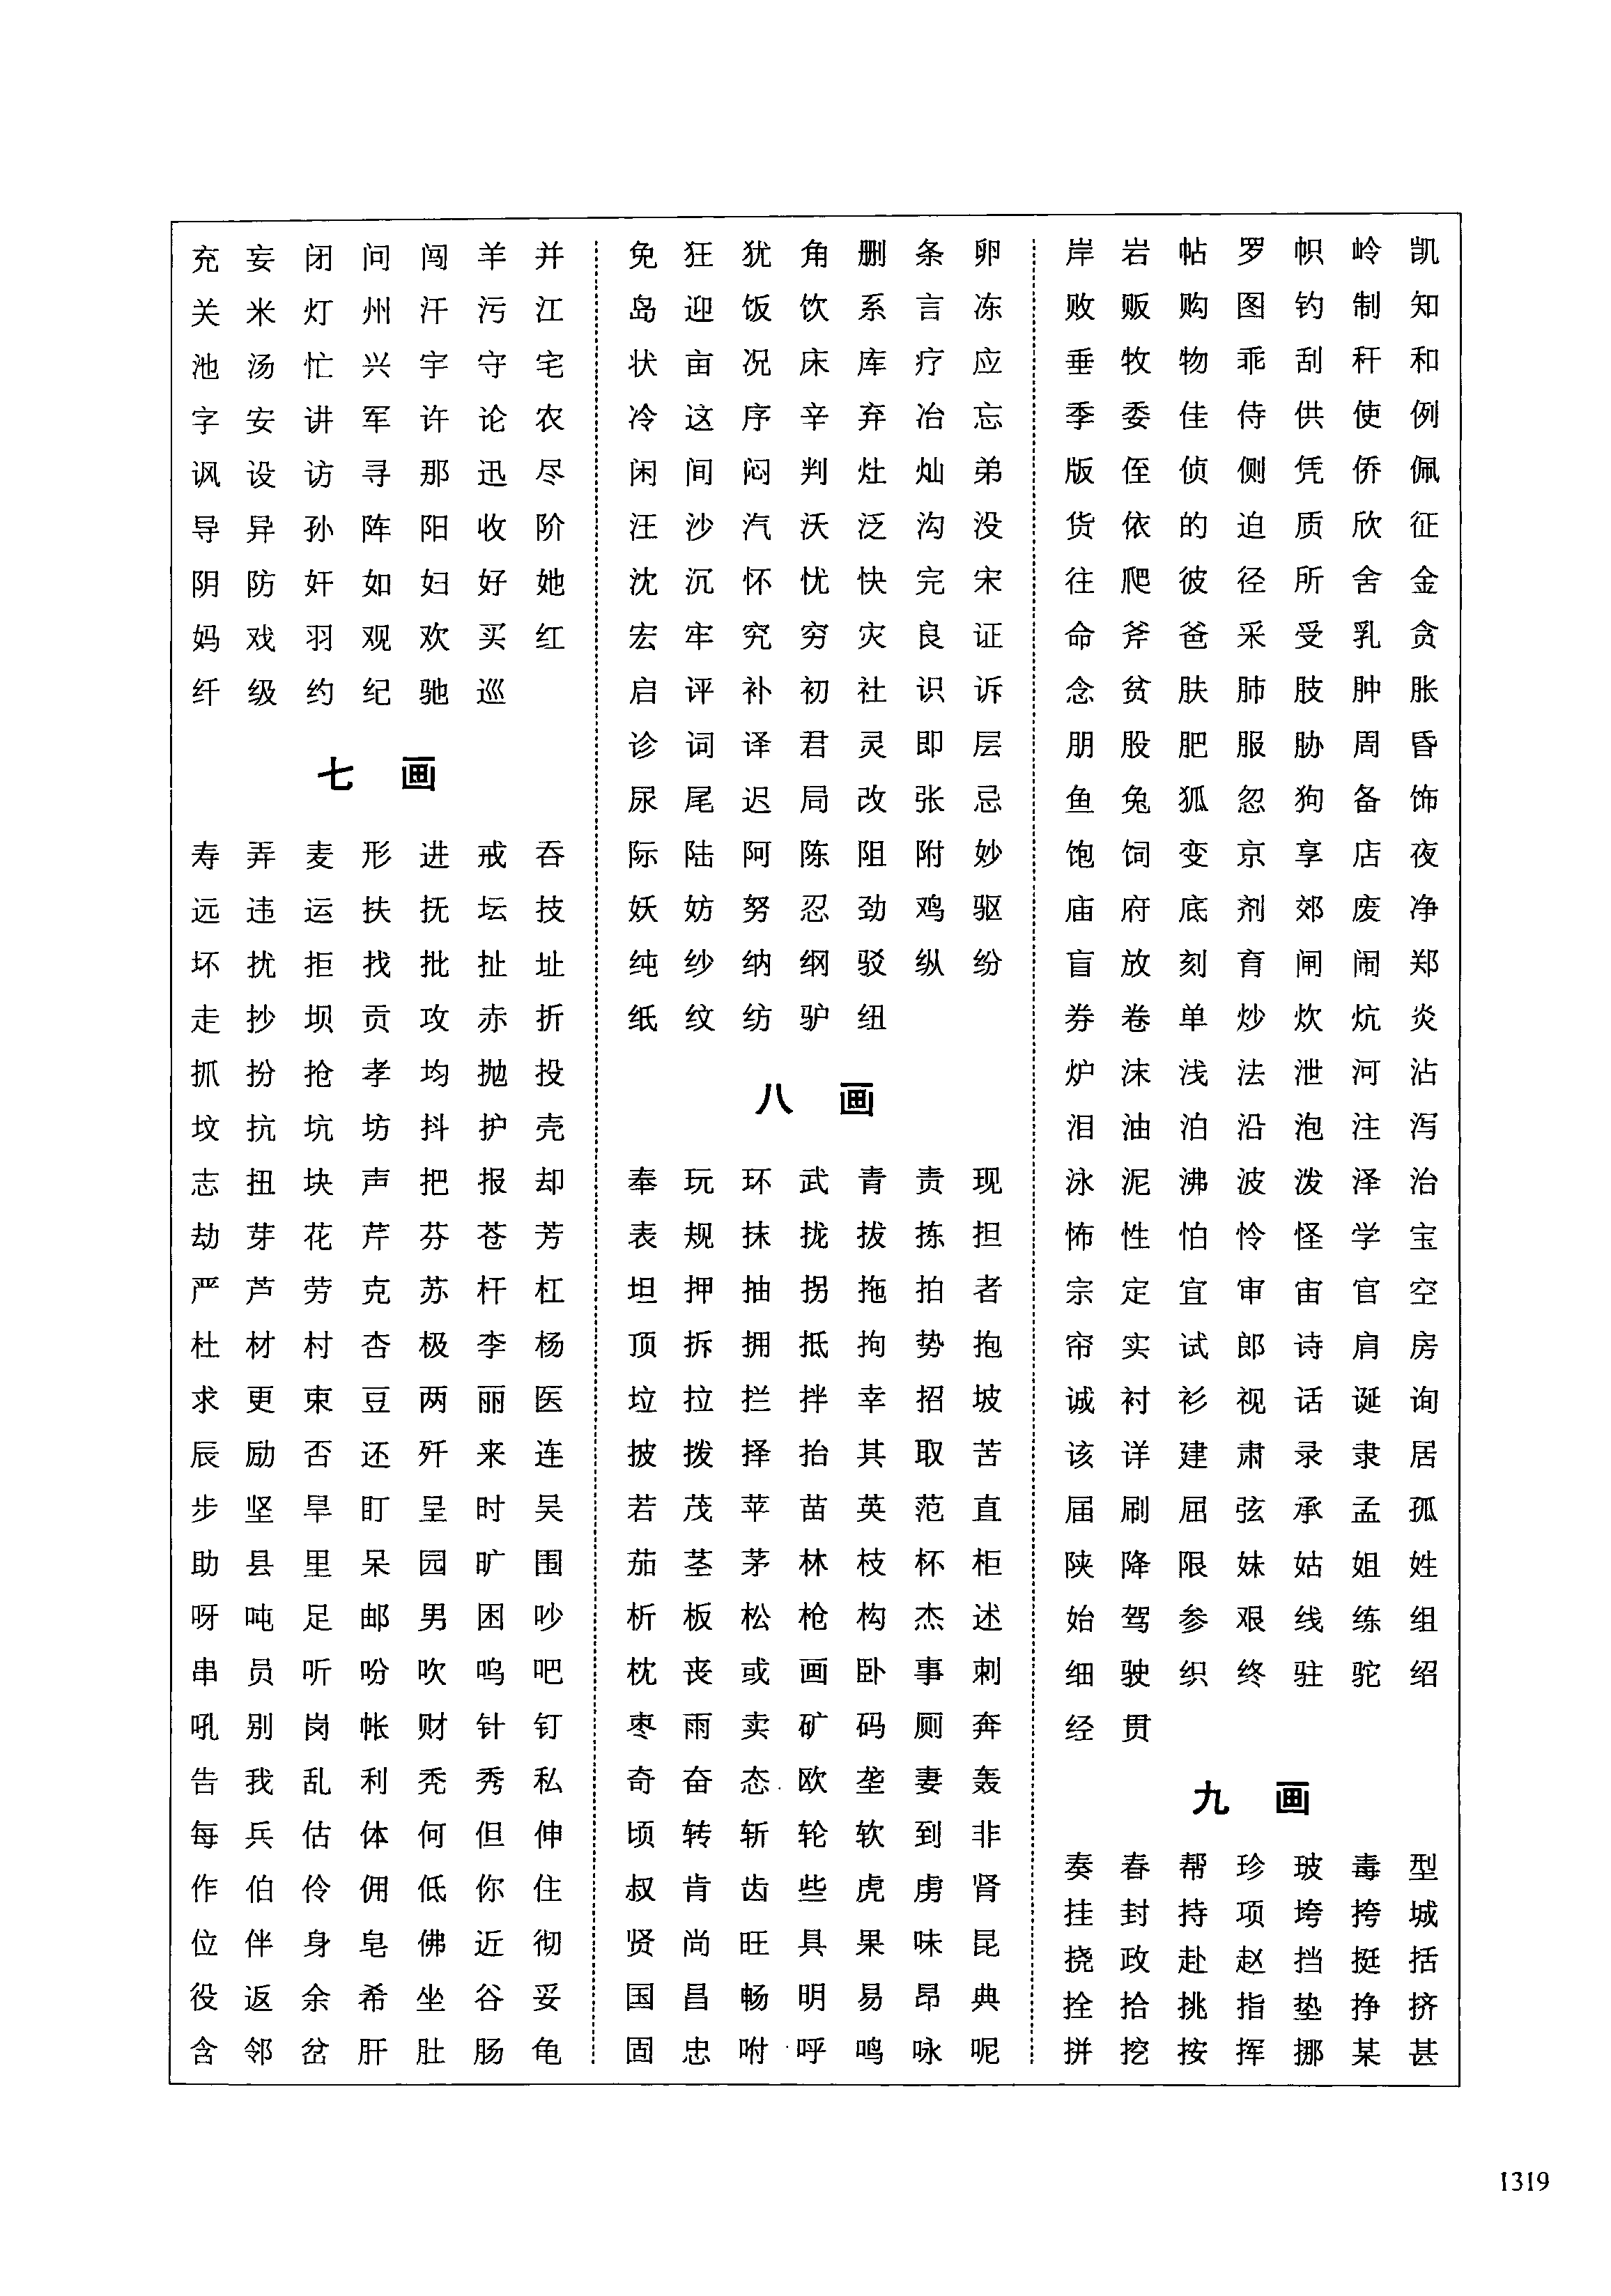 充 妄 闭 问 闯 羊 并
关 米 灯 州 汗 污 江
池 汤 忙 兴 宇 守 宅
字 安 讲 军 许 论 农
讽 设 访 寻 那 迅 尽
导 异 孙 阵 阳 收 阶
阴 防 奸 如 妇 好 她
妈 戏 羽 观 欢 买 红
纤 级 约 纪 驰 巡
七 画
寿 弄 麦 形 进 戒 吞
远 违 运 扶 抚 坛 技
坏 扰 拒 找 批 扯 址
走 抄 坝 贡 攻 赤 折
抓 扮 抢 孝 均 抛 投
坟 抗 坑 坊 抖 护 壳
志 扭 块 声 把 报 却
劫 芽 花 芹 芬 苍 芳
严 芦 劳 克 苏 杆 杠
杜 材 村 杏 极 李 杨
求 更 束 豆 两 丽 医
辰 励 否 还 歼 来 连
步 坚 旱 盯 呈 时 吴
助 县 里 呆 园 旷 围
呀 吨 足 邮 男 困 吵
串 员 听 吩 吹 呜 吧
吼 别 岗 帐 财 针 钉
告 我 乱 利 秃 秀 私
每 兵 估 体 何 但 伸
作 伯 伶 佣 低 你 住
位 伴 身 皂 佛 近 彻
役 返 余 希 坐 谷 妥
含 邻 岔 肝 肚 肠 龟
免 狂 犹 角 删 条 卵
岛 迎 饭 饮 系 言 冻
状 亩 况 床 库 疗 应
冷 这 序 辛 弃 冶 忘
闲 间 闷 判 灶 灿 弟
汪 沙 汽 沃 泛 沟 没
沈 沉 怀 忧 快 完 宋
宏 牢 究 穷 灾 良 证
启 评 补 初 社 识 诉
诊 词 译 君 灵 即 层
尿 尾 迟 局 改 张 忌
际 陆 阿 陈 阻 附 妙
妖 妨 努 忍 劲 鸡 驱
纯 纱 纳 纲 驳 纵 纷
纸 纹 纺 驴 纽
八 画
奉 玩 环 武 青 责 现
表 规 抹 拢 拔 拣 担
坦 押 抽 拐 拖 拍 者
顶 拆 拥 抵 拘 势 抱
垃 拉 拦 拌 幸 招 坡
披 拨 择 抬 其 取 苦
若 茂 苹 苗 英 范 直
茄 茎 茅 林 枝 杯 柜
析 板 松 枪 构 杰 述
枕 丧 或 画 卧 事 刺
枣 雨 卖 矿 码 厕 奔
奇 奋 态 欧 垄 妻 轰
顷 转 斩 轮 软 到 非
叔 肯 齿 些 虎 虏 肾
贤 尚 旺 具 果 味 昆
国 昌 畅 明 易 昂 典
固 忠 咐 呼 鸣 咏 呢
岸 岩 帖 罗 帜 岭 凯
败 贩 购 图 钓 制 知
垂 牧 物 乖 刮 秆 和
季 委 佳 侍 供 使 例
版 侄 侦 侧 凭 侨 佩
货 依 的 迫 质 欣 征
往 爬 彼 径 所 舍 金
命 斧 爸 采 受 乳 贪
念 贫 肤 肺 肢 肿 胀
朋 股 肥 服 胁 周 昏
鱼 兔 狐 忽 狗 备 饰
饱 饲 变 京 享 店 夜
庙 府 底 剂 郊 废 净
盲 放 刻 育 闸 闹 郑
券 卷 单 炒 炊 炕 炎
炉 沫 浅 法 泄 河 沾
泪 油 泊 沿 泡 注 泻
泳 泥 沸 波 泼 泽 治
怖 性 怕 怜 怪 学 宝
宗 定 宜 审 宙 官 空
帘 实 试 郎 诗 肩 房
诚 衬 衫 视 话 诞 询
该 详 建 肃 录 隶 居
届 刷 屈 弦 承 孟 孤
陕 降 限 妹 姑 姐 姓
始 驾 参 艰 线 练 组
细 驶 织 终 驻 驼 绍
经 贯
九 画
奏 春 帮 珍 玻 毒 型
挂 封 持 项 垮 挎 城
挠 政 赴 赵 挡 挺 括
拴 拾 挑 指 垫 挣 挤
拼 挖 按 挥 挪 某 甚
1319